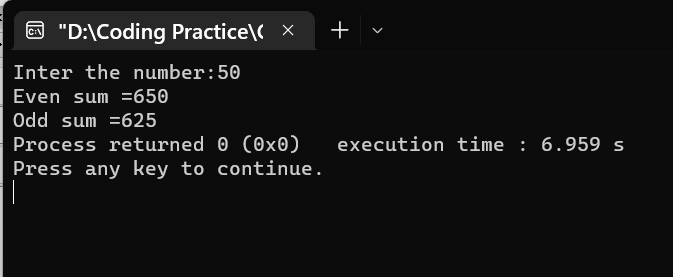 "D:\Coding Practice\C
Inter the number:50
Even sum =650
Odd sum =625
Process returned 0 (0x0)   execution time : 6.959 s
Press any key to continue.